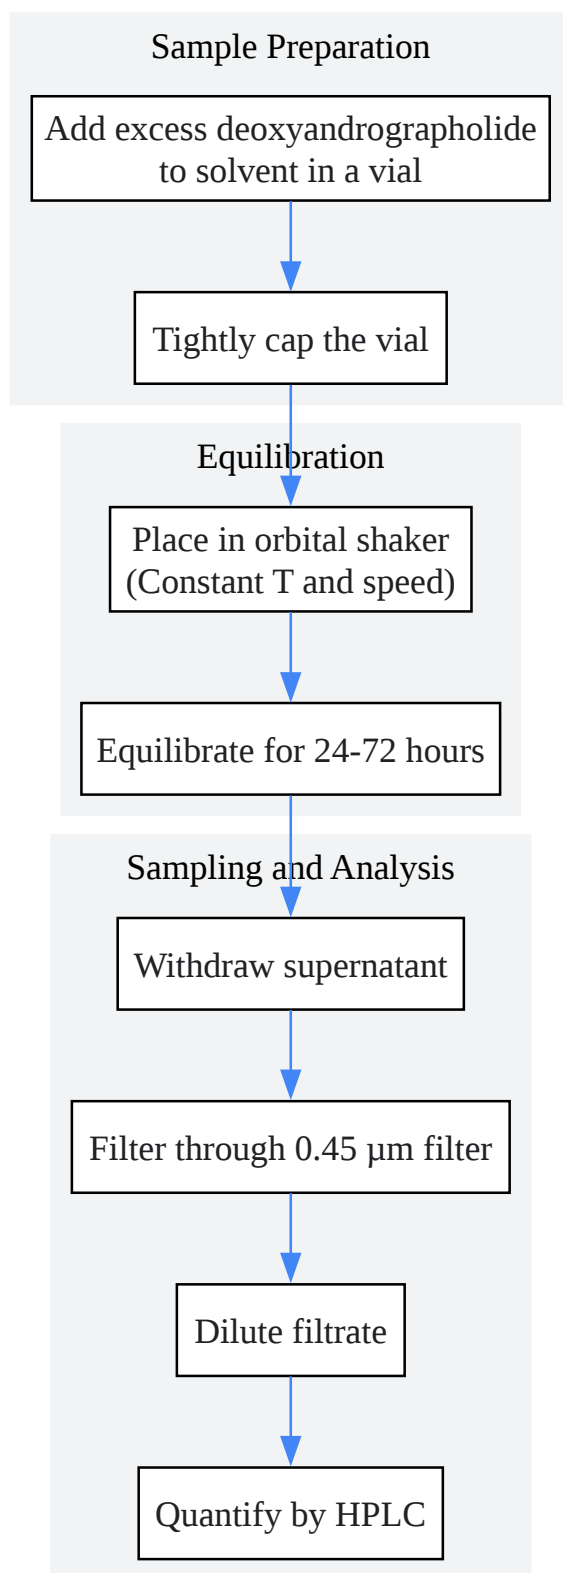 Sample Preparation
Add excess deoxyandrographolide
to solvent in a vial
Tightly cap the vial
Equilibration
Place in orbital shaker
(Constant T and speed)
Equilibrate for 24-72 hours
Sampling and Analysis
Withdraw supernatant
Filter through 0.45 µm filter
Dilute filtrate
Quantify by HPLC